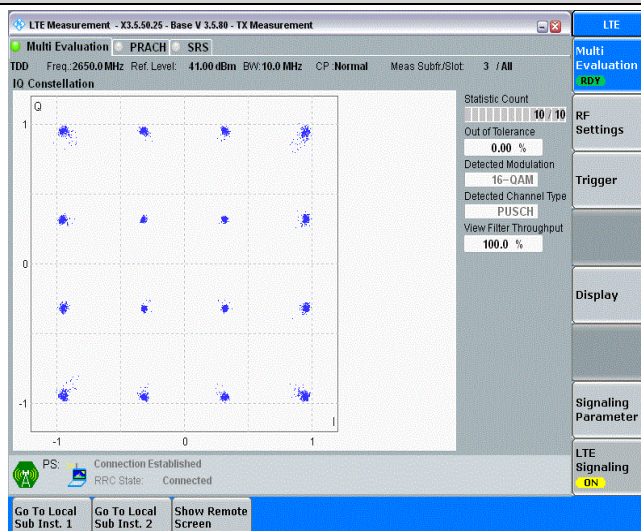 LTE Measurement - X3.5.50.25 - Base V 3.5.80 - TX Measurement
LTE
Multi Evaluation PRACH SRS
TDD Freq.:2650.0 MHz Ref. Level: 41.00 dBm BW:10.0 MHz CP :Normal Meas Subfr./Slot: 3 / All
IQ Constellation
Q
1
0
-1
-1 0 1
I
Statistic Count
10 / 10
Out of Tolerance
0.00 %
Detected Modulation
16-QAM
Detected Channel Type
PUSCH
View Filter Throughput
100.0 %
Multi
Evaluation
RDY
RF
Settings
Trigger
Display
Signaling
Parameter
LTE
Signaling
ON
PS: Connection Established
RRC State: Connected
Go To Local
Sub Inst. 1
Go To Local
Sub Inst. 2
Show Remote
Screen